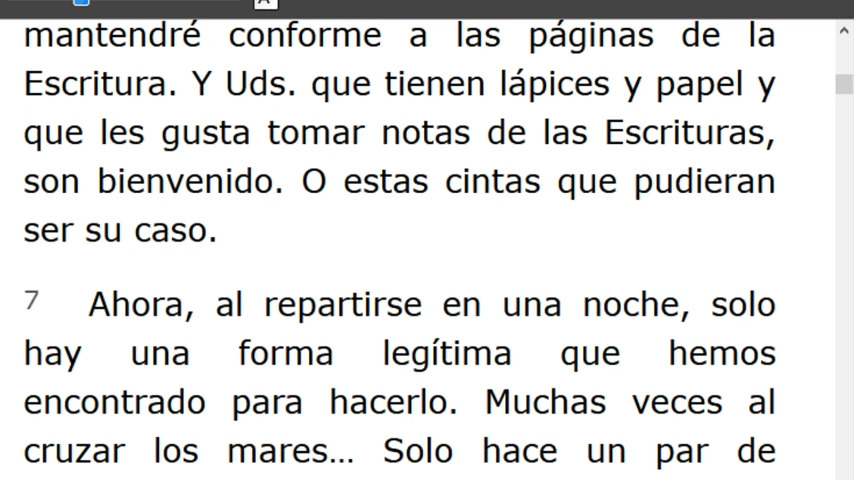 mantendré conforme a las páginas de la
Escritura. Y Uds. que tienen lápices y papel y
que les gusta tomar notas de las Escrituras,
son bienvenido. O estas cintas que pudieran
ser su caso.
7 Ahora, al repartirse en una noche, solo
hay una forma legítima que hemos
encontrado para hacerlo. Muchas veces al
cruzar los mares... Solo hace un par de